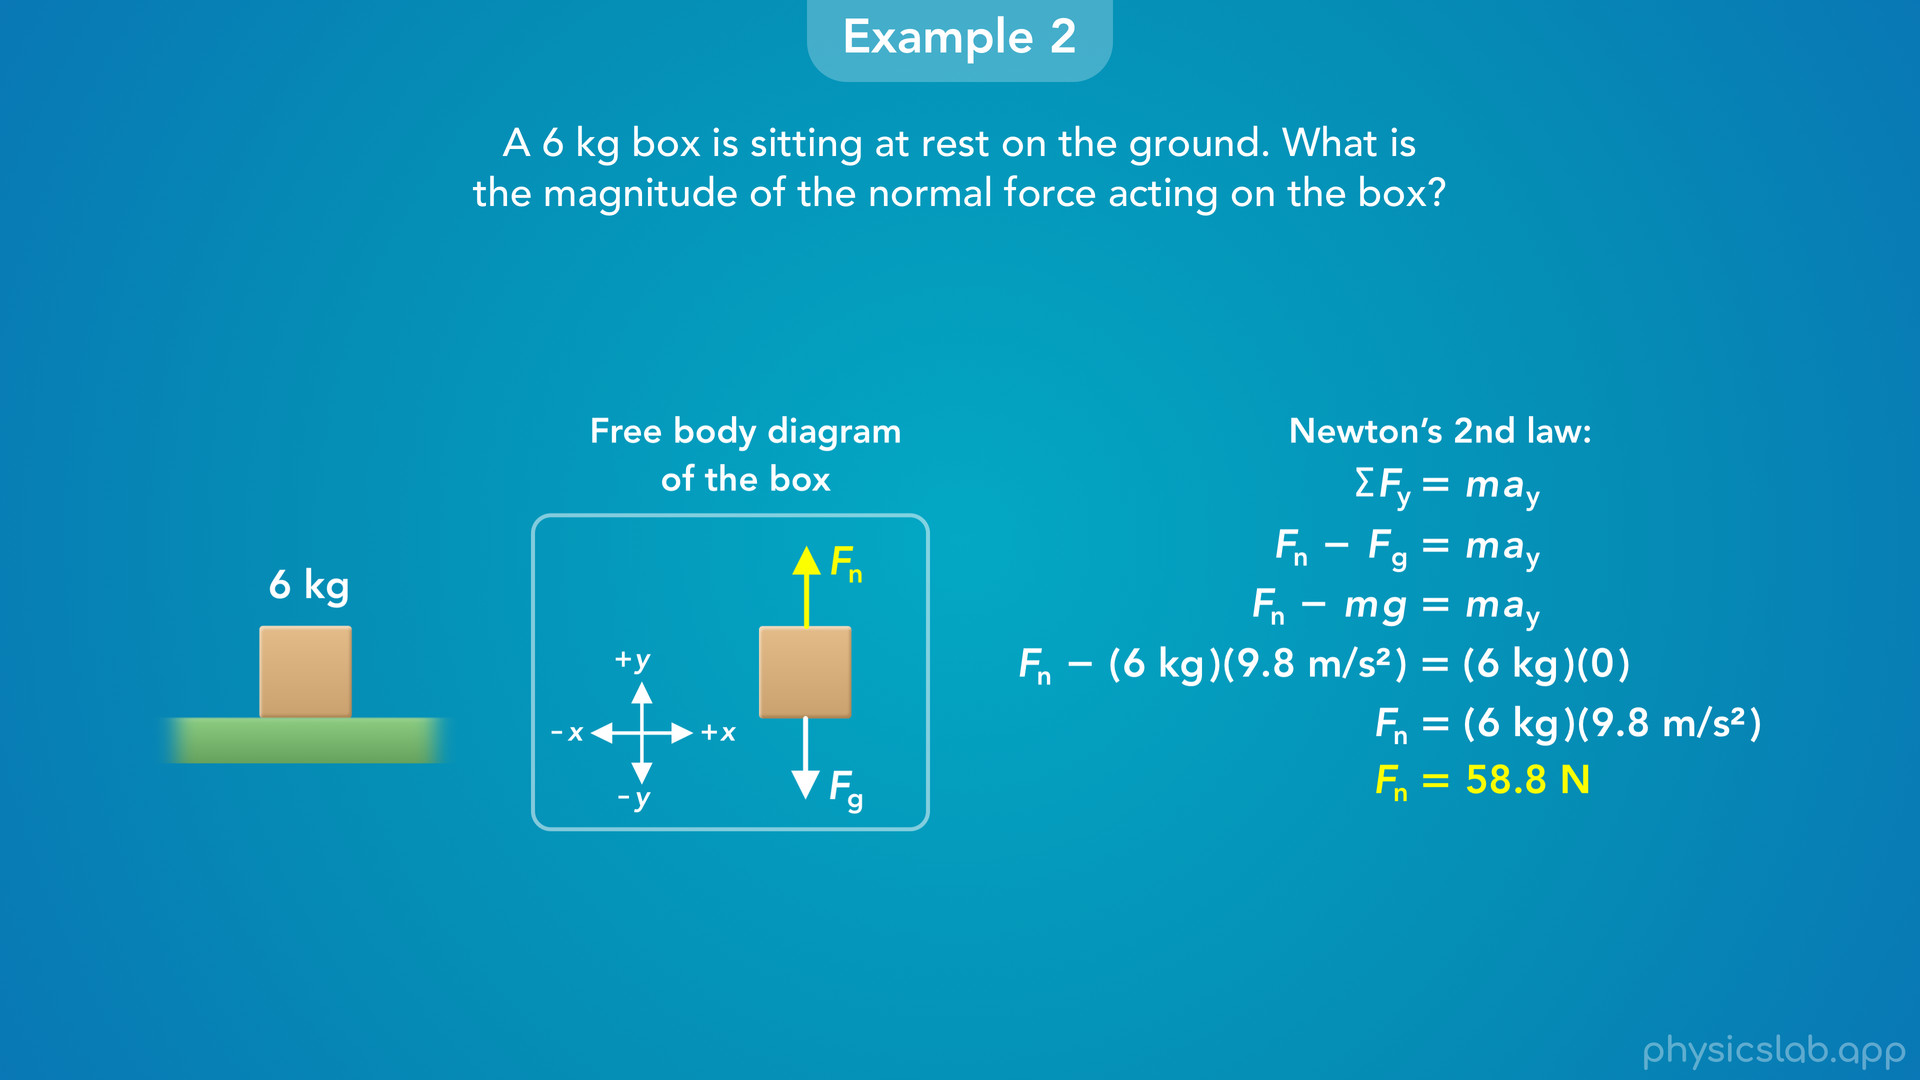 Example 2
A 6 kg box is sitting at rest on the ground. What is
the magnitude of the normal force acting on the box?
6 kg
Free body diagram
of the box
Fn
+y
−x
+x
−y
Fg
Newton’s 2nd law:
ΣFy = may
Fn − Fg = may
Fn − mg = may
Fn − (6 kg)(9.8 m/s²) = (6 kg)(0)
Fn = (6 kg)(9.8 m/s²)
Fn = 58.8 N
physicslab.app